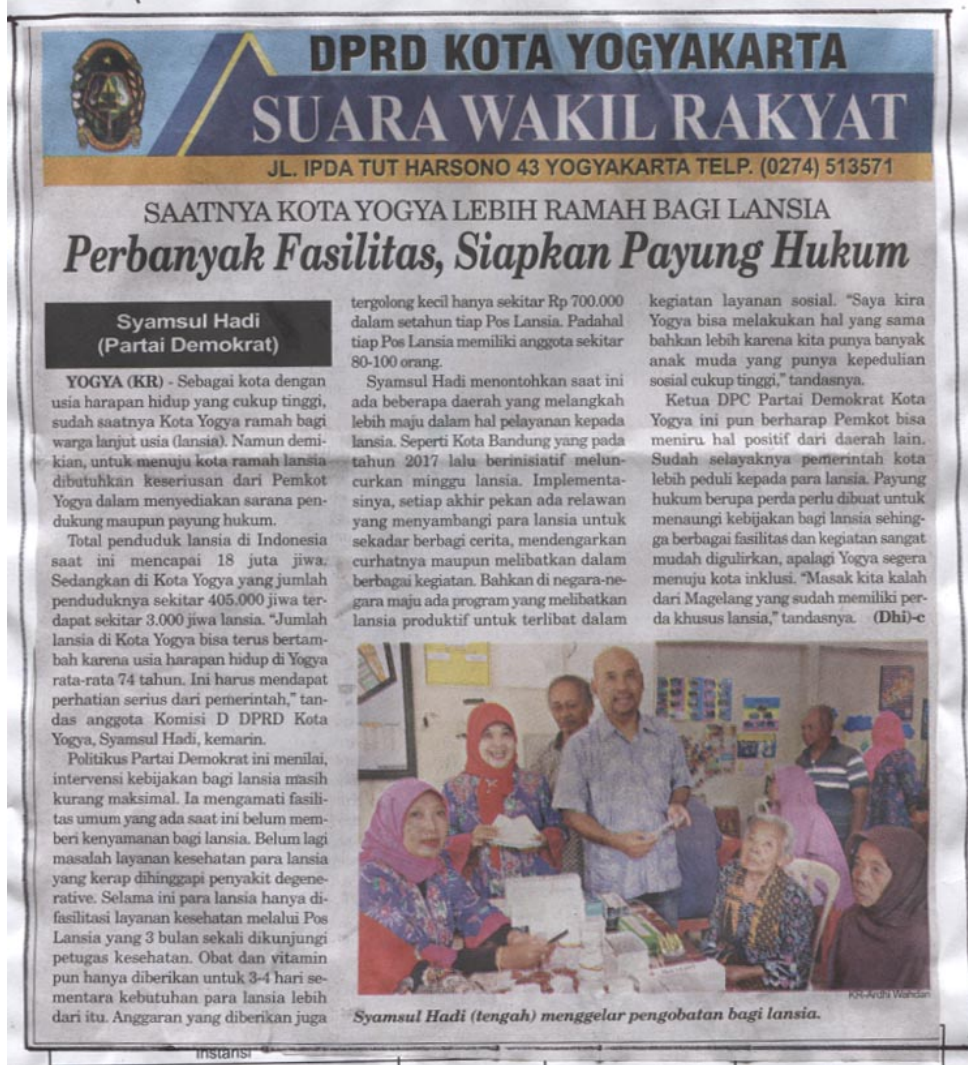 DPRD KOTA YOGYAKARTA
SUARA WAKIL RAKYAT
JL. IPDA TUT HARSONO 43 YOGYAKARTA TELP. (0274) 513571
SAATNYA KOTA YOGYA LEBIH RAMAH BAGI LANSIA
Perbanyak Fasilitas, Siapkan Payung Hukum
Syamsul Hadi
(Partai Demokrat)
YOGYA (KR) - Sebagai kota dengan
usia harapan hidup yang cukup tinggi,
sudah saatnya Kota Yogya ramah bagi
warga lanjut usia (lansia). Namun demi-
kian, untuk menuju kota ramah lansia
dibutuhkan keseriusan dari Pemkot
Yogya dalam menyediakan sarana pen-
dukung maupun payung hukum.
Total penduduk lansia di Indonesia
saat ini mencapai 18 juta jiwa.
Sedangkan di Kota Yogya yang jumlah
penduduknya sekitar 405.000 jiwa ter-
dapat sekitar 3.000 jiwa lansia. “Jumlah
lansia di Kota Yogya bisa terus bertam-
bah karena usia harapan hidup di Yogya
rata-rata 74 tahun. Ini harus mendapat
perhatian serius dari pemerintah,” tan-
das anggota Komisi D DPRD Kota
Yogya, Syamsul Hadi, kemarin.
Politikus Partai Demokrat ini menilai,
intervensi kebijakan bagi lansia masih
kurang maksimal. Ia mengamati fasili-
tas umum yang ada saat ini belum mem-
beri kenyamanan bagi lansia. Belum lagi
masalah layanan kesehatan para lansia
yang kerap dihinggapi penyakit degene-
rative. Selama ini para lansia hanya di-
fasilitasi layanan kesehatan melalui Pos
Lansia yang 3 bulan sekali dikunjungi
petugas kesehatan. Obat dan vitamin
pun hanya diberikan untuk 3-4 hari se-
mentara kebutuhan para lansia lebih
dari itu. Anggaran yang diberikan juga
tergolong kecil hanya sekitar Rp 700.000
dalam setahun tiap Pos Lansia. Padahal
tiap Pos Lansia memiliki anggota sekitar
80-100 orang.
Syamsul Hadi menontohkan saat ini
ada beberapa daerah yang melangkah
lebih maju dalam hal pelayanan kepada
lansia. Seperti Kota Bandung yang pada
tahun 2017 lalu berinisiatif melun-
curkan minggu lansia. Implementa-
sinya, setiap akhir pekan ada relawan
yang menyambangi para lansia untuk
sekadar berbagi cerita, mendengarkan
curhatnya maupun melibatkan dalam
berbagai kegiatan. Bahkan di negara-ne-
gara maju ada program yang melibatkan
lansia produktif untuk terlibat dalam
kegiatan layanan sosial. “Saya kira
Yogya bisa melakukan hal yang sama
bahkan lebih karena kita punya banyak
anak muda yang punya kepedulian
sosial cukup tinggi,” tandasnya.
Ketua DPC Partai Demokrat Kota
Yogya ini pun berharap Pemkot bisa
meniru hal positif dari daerah lain.
Sudah selayaknya pemerintah kota
lebih peduli kepada para lansia. Payung
hukum berupa perda perlu dibuat untuk
menaungi kebijakan bagi lansia sehing-
ga berbagai fasilitas dan kegiatan sangat
mudah digulirkan, apalagi Yogya segera
menuju kota inklusi. “Masak kita kalah
dari Magelang yang sudah memiliki per-
da khusus lansia,” tandasnya. (Dhi)-c
KR-Ardhi Wahdan
Syamsul Hadi (tengah) menggelar pengobatan bagi lansia.
Instansi